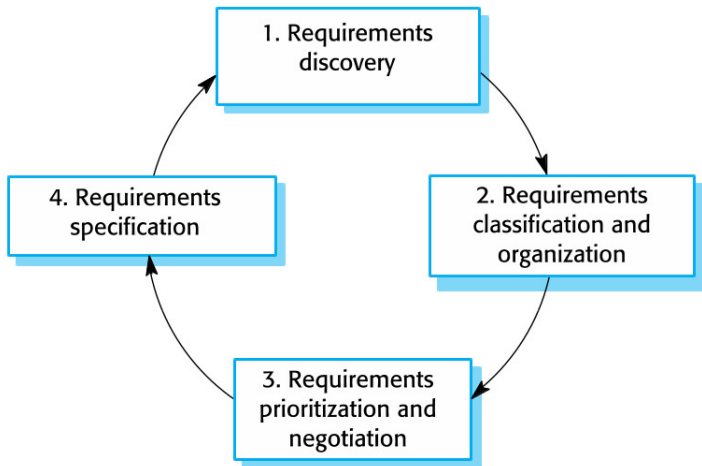 1. Requirements
discovery
2. Requirements
classification and
organization
3. Requirements
prioritization and
negotiation
4. Requirements
specification